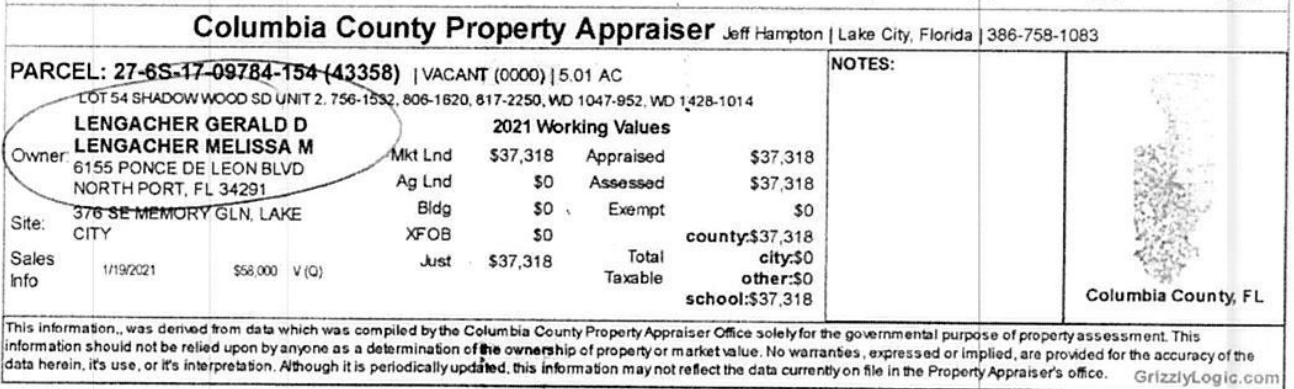 Columbia County Property Appraiser Jeff Hampton | Lake City, Florida | 386-758-1083
PARCEL: 27-6S-17-09784-154 (43358) | VACANT (0000) | 5.01 AC
LOT 54 SHADOW WOOD SD UNIT 2. 756-1532, 806-1620, 817-2250, WD 1047-952, WD 1428-1014
NOTES:
Owner: LENGACHER GERALD D
LENGACHER MELISSA M
6155 PONCE DE LEON BLVD
NORTH PORT, FL 34291
Site: 376 SE MEMORY GLN, LAKE
CITY
Sales
Info 1/19/2021 $58,000 V (Q)
2021 Working Values
Mkt Lnd $37,318 Appraised $37,318
Ag Lnd $0 Assessed $37,318
Bldg $0 Exempt $0
XFOB $0 county:$37,318
Just $37,318 Total city:$0
Taxable other:$0
school:$37,318
Columbia County, FL
This information,, was derived from data which was compiled by the Columbia County Property Appraiser Office solely for the governmental purpose of property assessment. This
information should not be relied upon by anyone as a determination of the ownership of property or market value. No warranties, expressed or implied, are provided for the accuracy of the
data herein, it's use, or it's interpretation. Although it is periodically updated, this information may not reflect the data currently on file in the Property Appraiser's office.
GrizzlyLogic.com